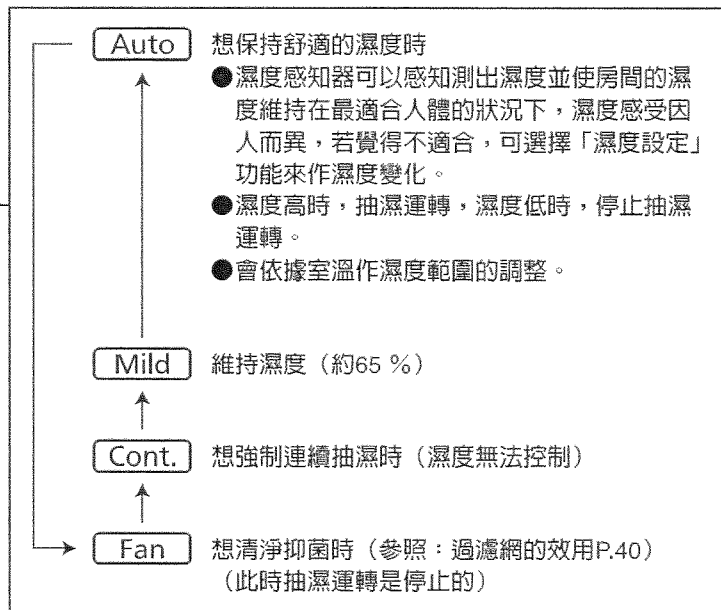 Auto 想保持舒適的濕度時
●濕度感知器可以感知測出濕度並使房間的濕
度維持在最適合人體的狀況下，濕度感受因
人而異，若覺得不適合，可選擇「濕度設定」
功能來作濕度變化。
●濕度高時，抽濕運轉，濕度低時，停止抽濕
運轉。
●會依據室溫作濕度範圍的調整。
Mild 維持濕度（約65 %）
Cont. 想強制連續抽濕時（濕度無法控制）
Fan 想清淨抑菌時（參照：過濾網的效用P.40）
（此時抽濕運轉是停止的）